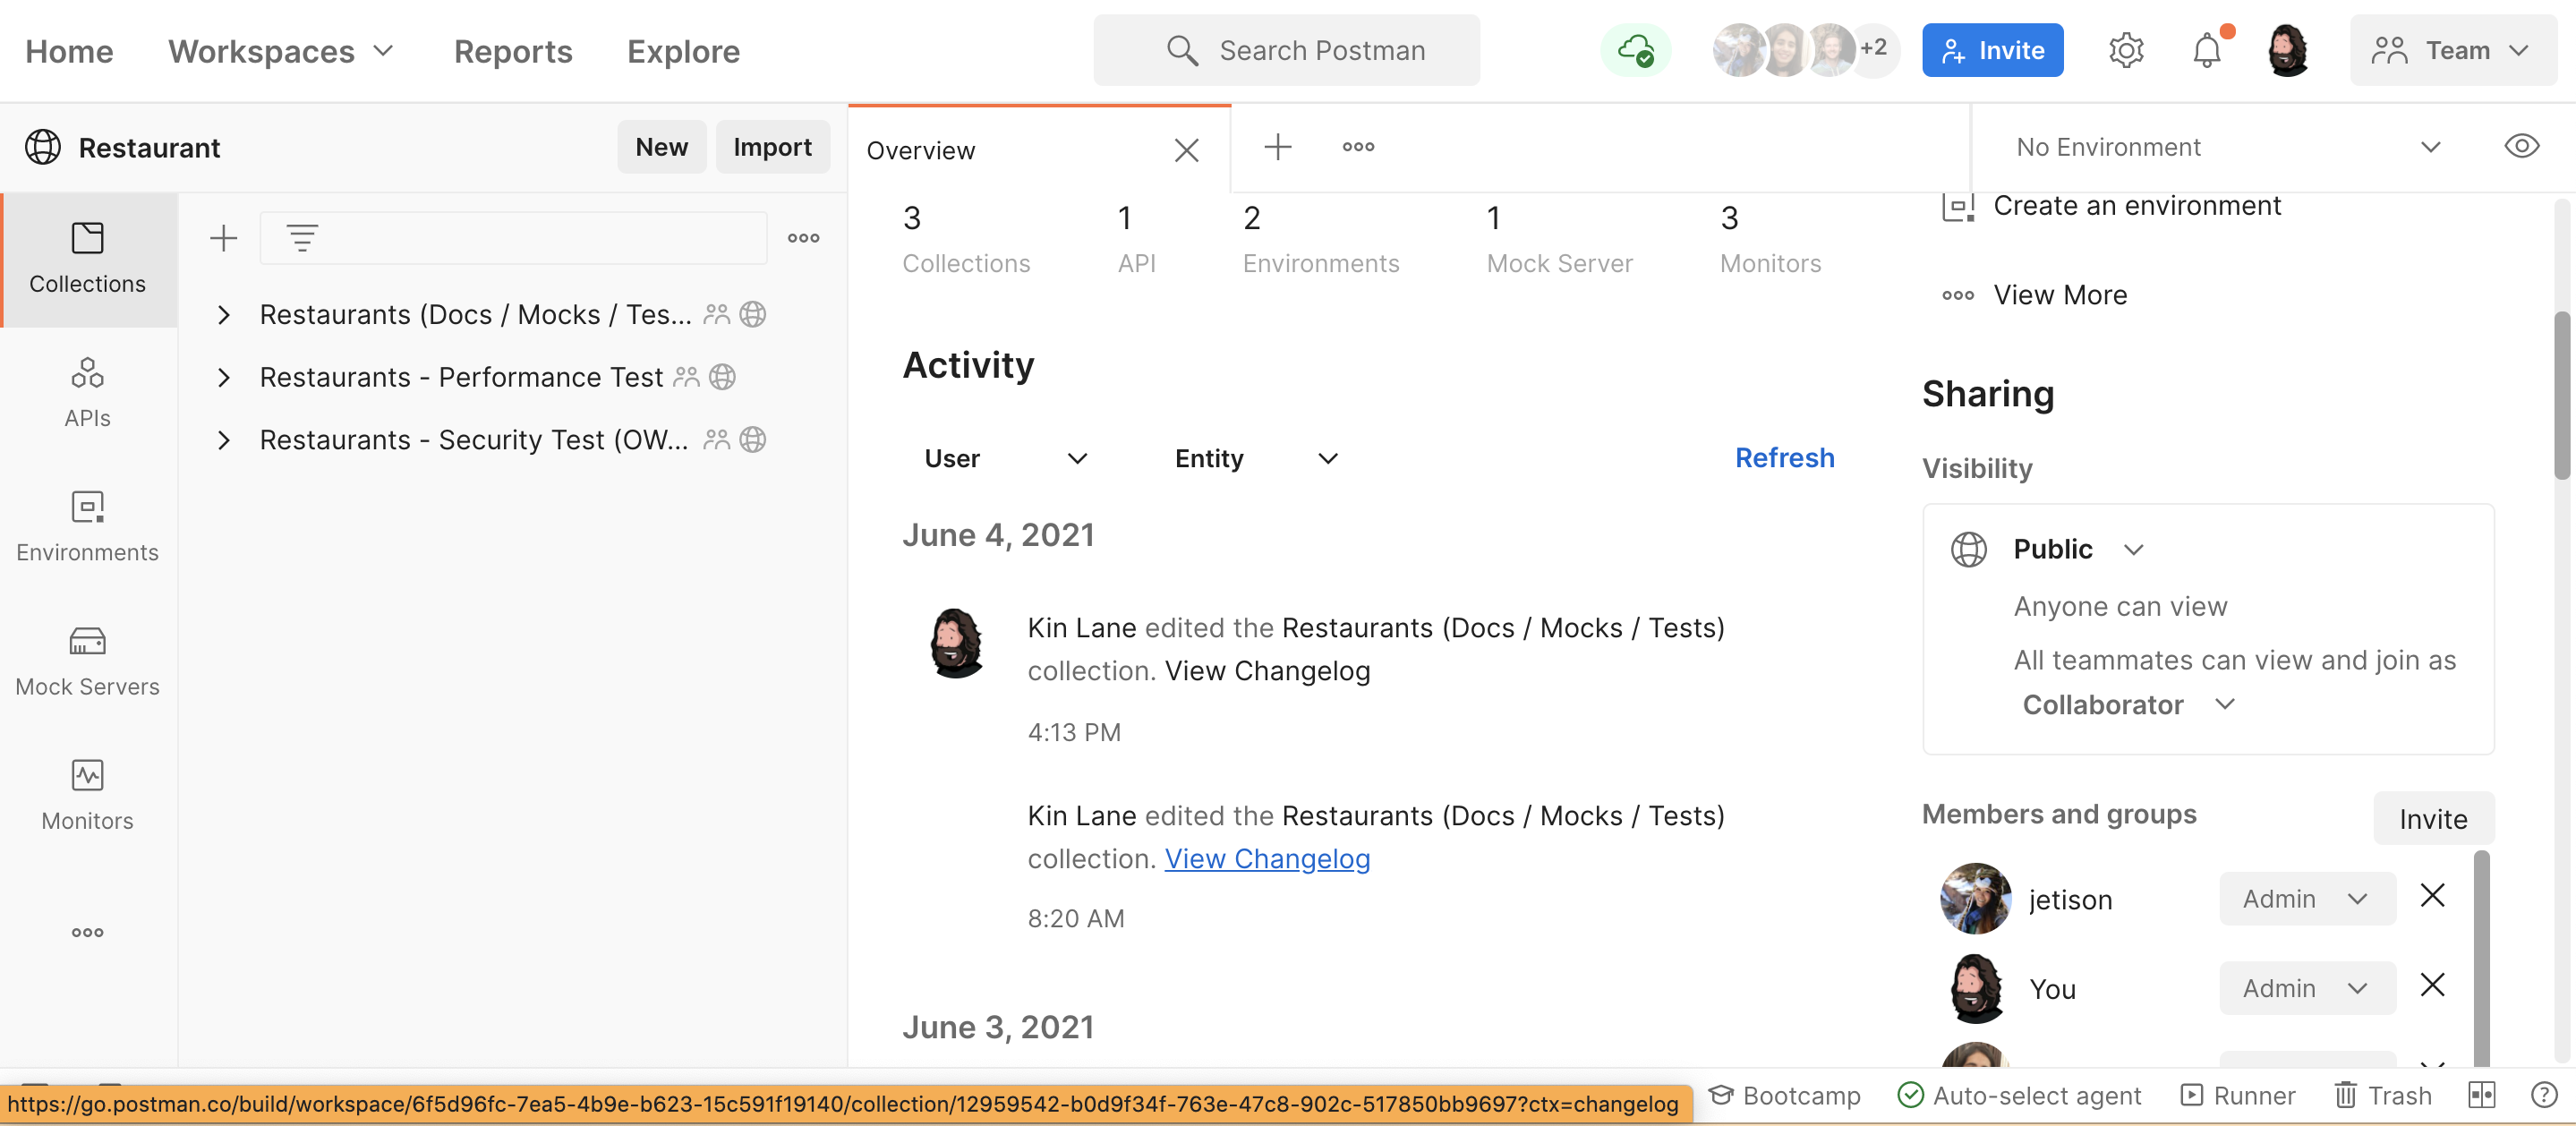 Home Workspaces Reports Explore Search Postman +2 Invite Team
Restaurant New Import
Overview
No Environment
Collections
APIs
Environments
Mock Servers
Monitors
Restaurants (Docs / Mocks / Tes...
Restaurants - Performance Test
Restaurants - Security Test (OW...
3 1 2 1 3
Collections API Environments Mock Server Monitors
Activity
User Entity Refresh
June 4, 2021
Kin Lane edited the Restaurants (Docs / Mocks / Tests)
collection. View Changelog
4:13 PM
Kin Lane edited the Restaurants (Docs / Mocks / Tests)
collection. View Changelog
8:20 AM
June 3, 2021
Create an environment
View More
Sharing
Visibility
Public
Anyone can view
All teammates can view and join as
Collaborator
Members and groups Invite
jetison Admin
You Admin
https://go.postman.co/build/workspace/6f5d96fc-7ea5-4b9e-b623-15c591f19140/collection/12959542-b0d9f34f-763e-47c8-902c-517850bb9697?ctx=changelog
Bootcamp Auto-select agent Runner Trash